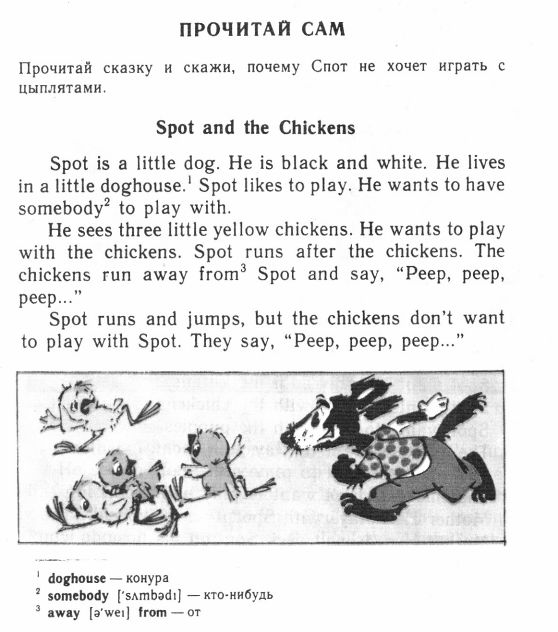 ПРОЧИТАЙ САМ
Прочитай сказку и скажи, почему Спот не хочет играть с
цыплятами.
Spot and the Chickens
Spot is a little dog. He is black and white. He lives
in a little doghouse.¹ Spot likes to play. He wants to have
somebody² to play with.
He sees three little yellow chickens. He wants to play
with the chickens. Spot runs after the chickens. The
chickens run away from³ Spot and say, “Peep, peep,
peep...”
Spot runs and jumps, but the chickens don’t want
to play with Spot. They say, “Peep, peep, peep...”
¹ doghouse — конура
² somebody [ˈsʌmbədɪ] — кто-нибудь
³ away [əˈweɪ] from — от